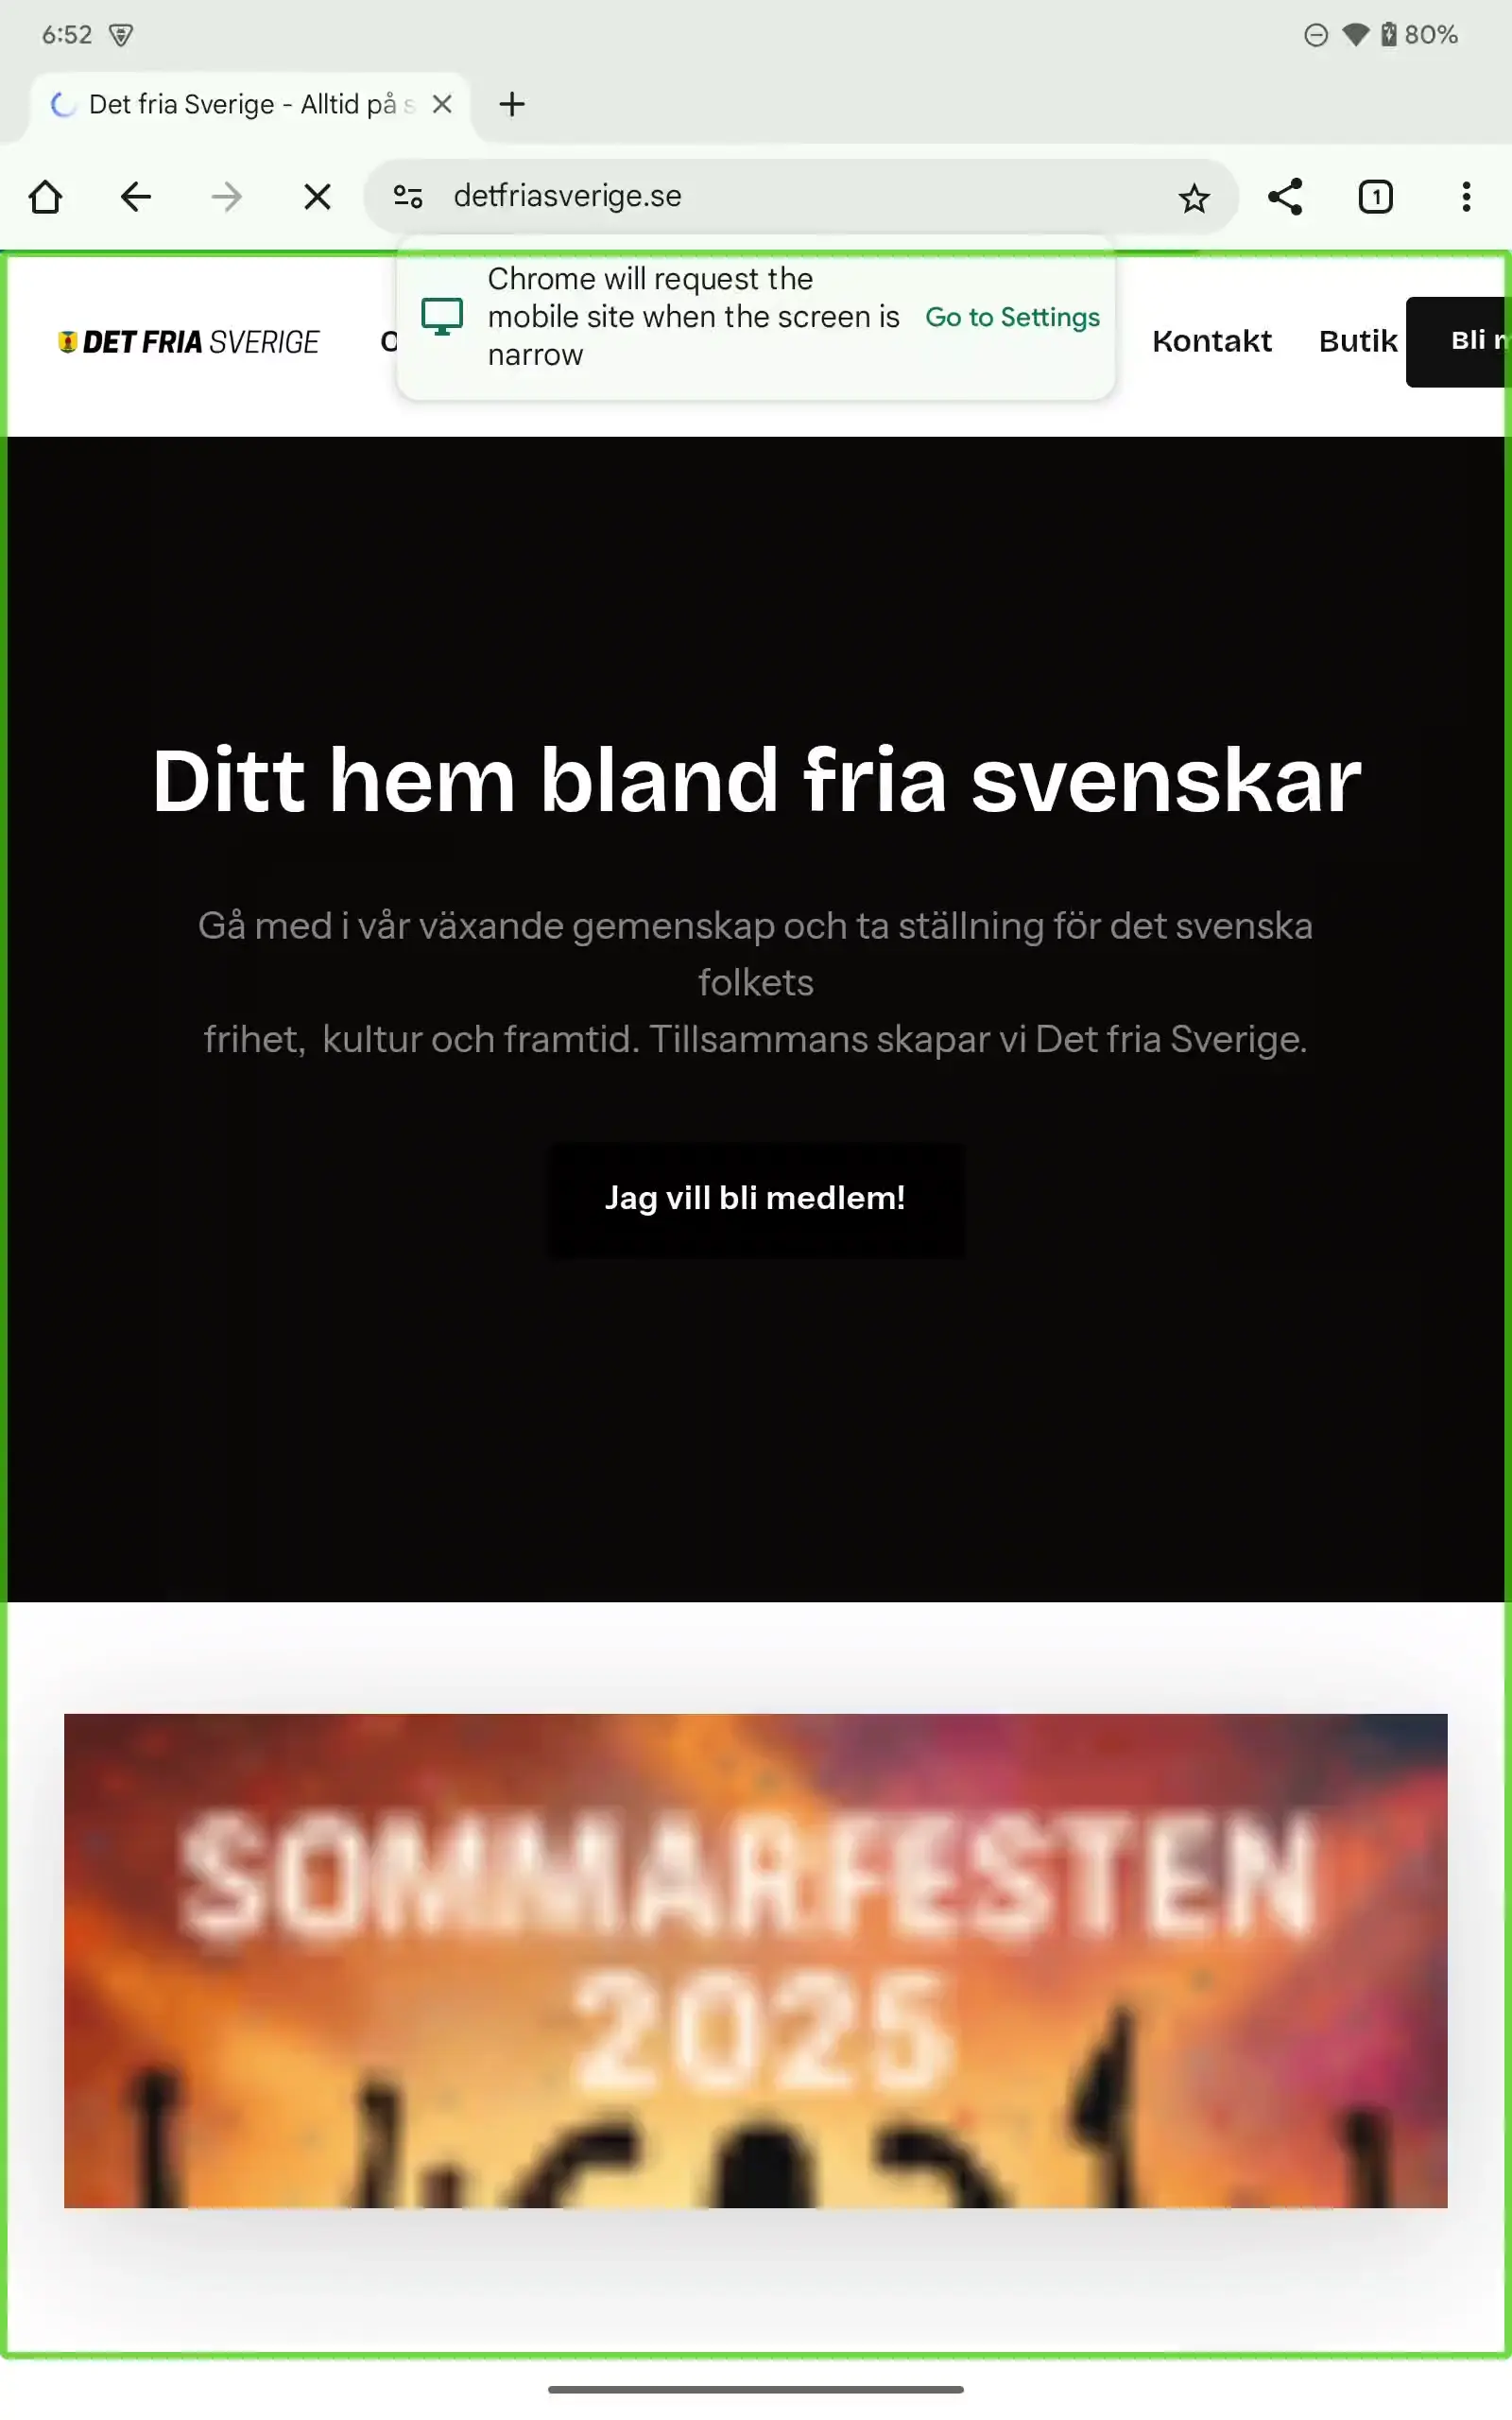 6:52
80%
Det fria Sverige - Alltid på s
detfriasverige.se
1
Chrome will request the
mobile site when the screen is
narrow
Go to Settings
DET FRIA SVERIGE
Kontakt
Butik
Bli
Ditt hem bland fria svenskar
Gå med i vår växande gemenskap och ta ställning för det svenska
folkets
frihet, kultur och framtid. Tillsammans skapar vi Det fria Sverige.
Jag vill bli medlem!
SOMMARFESTEN
2025